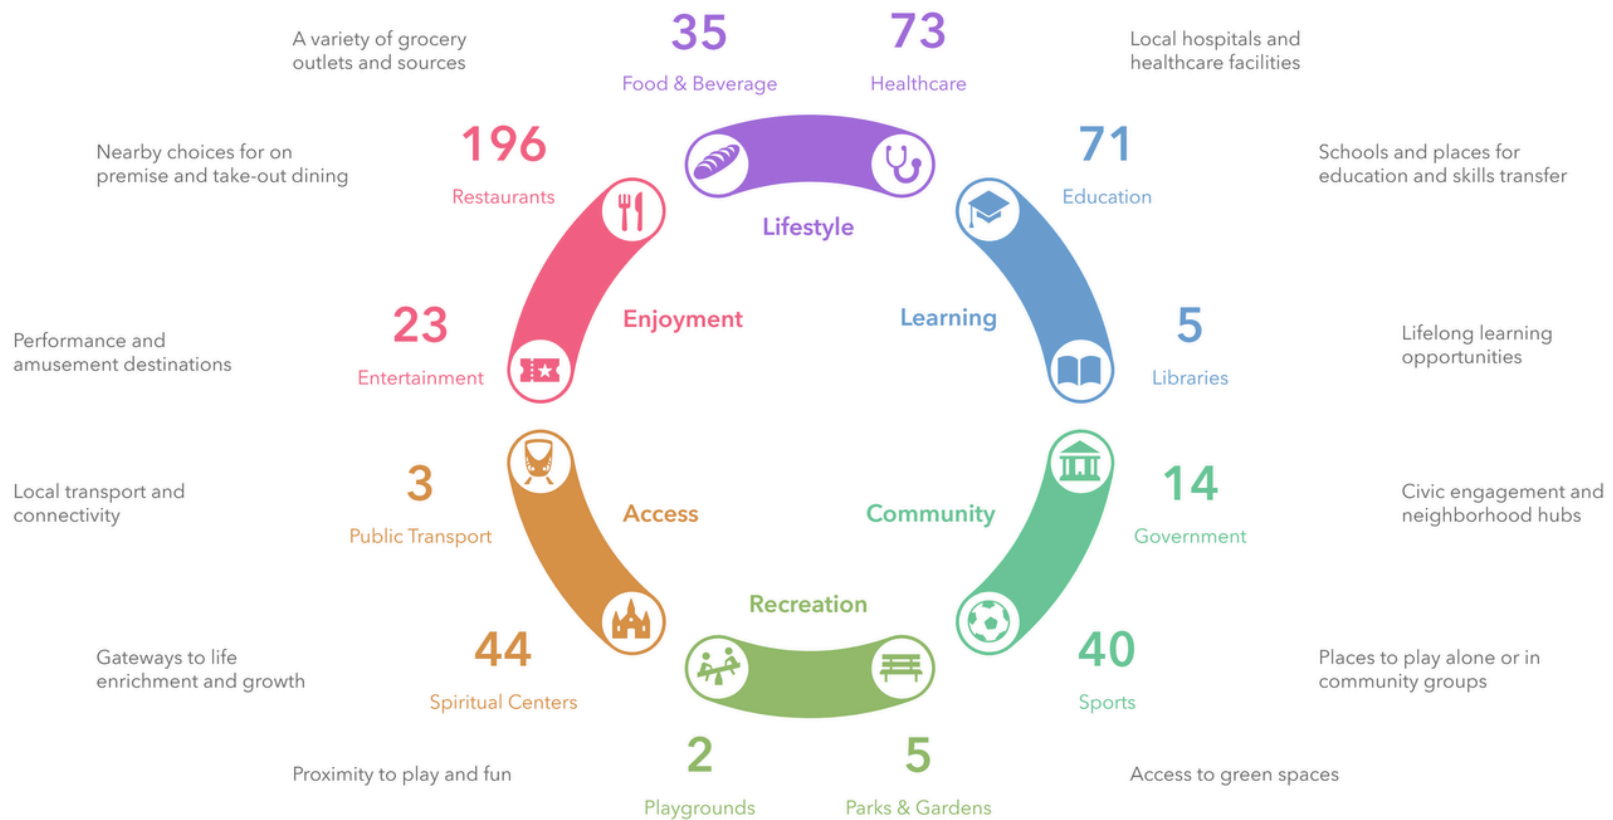 35
73
A variety of grocery
outlets and sources
Food & Beverage
Healthcare
Local hospitals and
healthcare facilities
Nearby choices for on
premise and take-out dining
196
Restaurants
71
Education
Schools and places for
education and skills transfer
Lifestyle
Enjoyment
Learning
Performance and
amusement destinations
23
Entertainment
5
Libraries
Lifelong learning
opportunities
Local transport and
connectivity
3
Public Transport
Access
Community
14
Government
Civic engagement and
neighborhood hubs
Recreation
Gateways to life
enrichment and growth
44
Spiritual Centers
40
Sports
Places to play alone or in
community groups
Proximity to play and fun
2
Playgrounds
5
Parks & Gardens
Access to green spaces